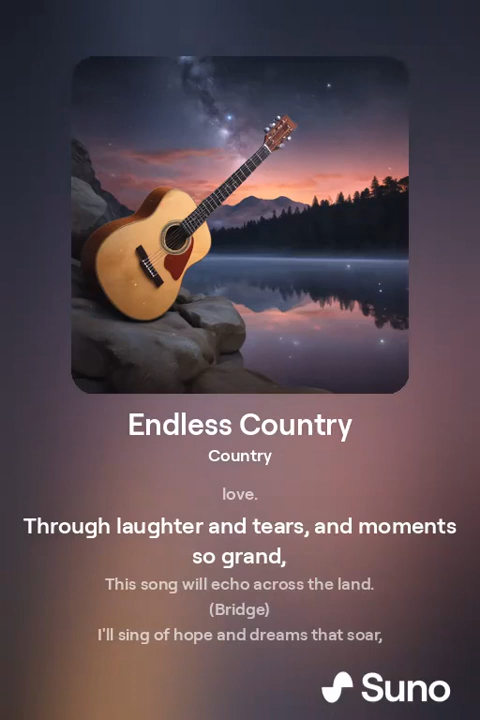 Endless Country
Country
love.
Through laughter and tears, and moments
so grand,
This song will echo across the land.
(Bridge)
I'll sing of hope and dreams that soar,
Suno